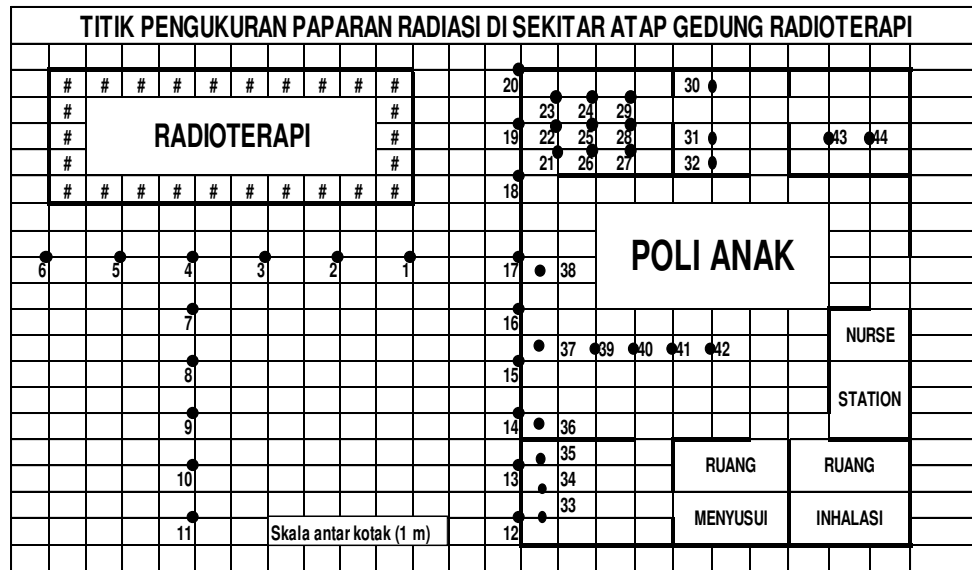 TITIK PENGUKURAN PAPARAN RADIASI DI SEKITAR ATAP GEDUNG RADIOTERAPI
# # # # # # # # # # 20 30
# # 23 24 29
# RADIOTERAPI # 19 22 25 28 31 43 44
# # 21 26 27 32
# # # # # # # # # # 18
POLI ANAK
6 5 4 3 2 1 17 38
7 16
NURSE
37 39 40 41 42
8 15
STATION
9 14 36
35 RUANG RUANG
10 13 34
33 MENYUSUI INHALASI
11 Skala antar kotak (1 m) 12